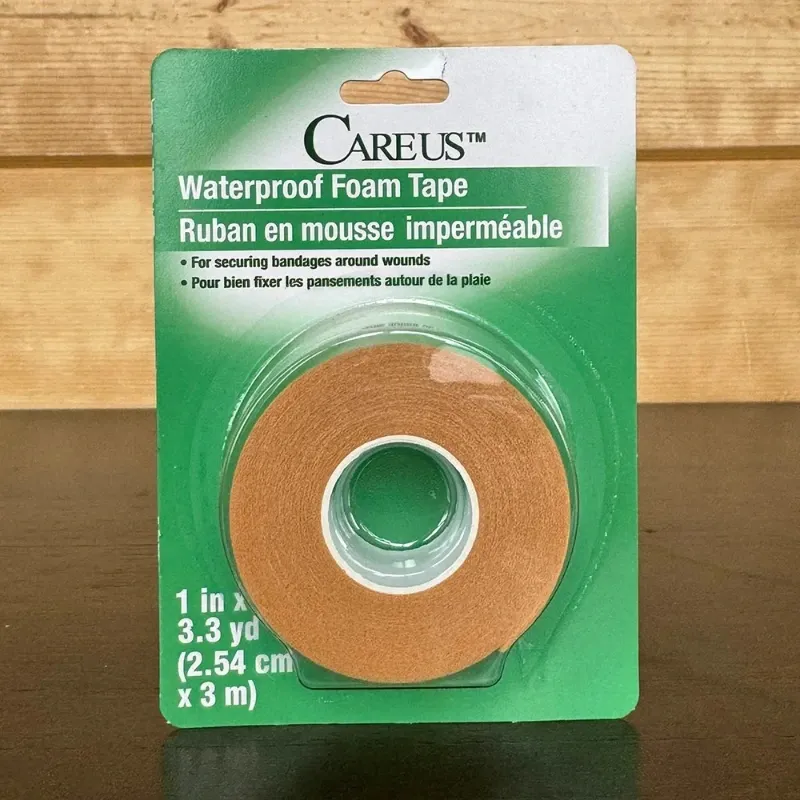 CAREUS™
Waterproof Foam Tape
Ruban en mousse imperméable
• For securing bandages around wounds
• Pour bien fixer les pansements autour de la plaie
1 in x
3.3 yd
(2.54 cm
x 3 m)